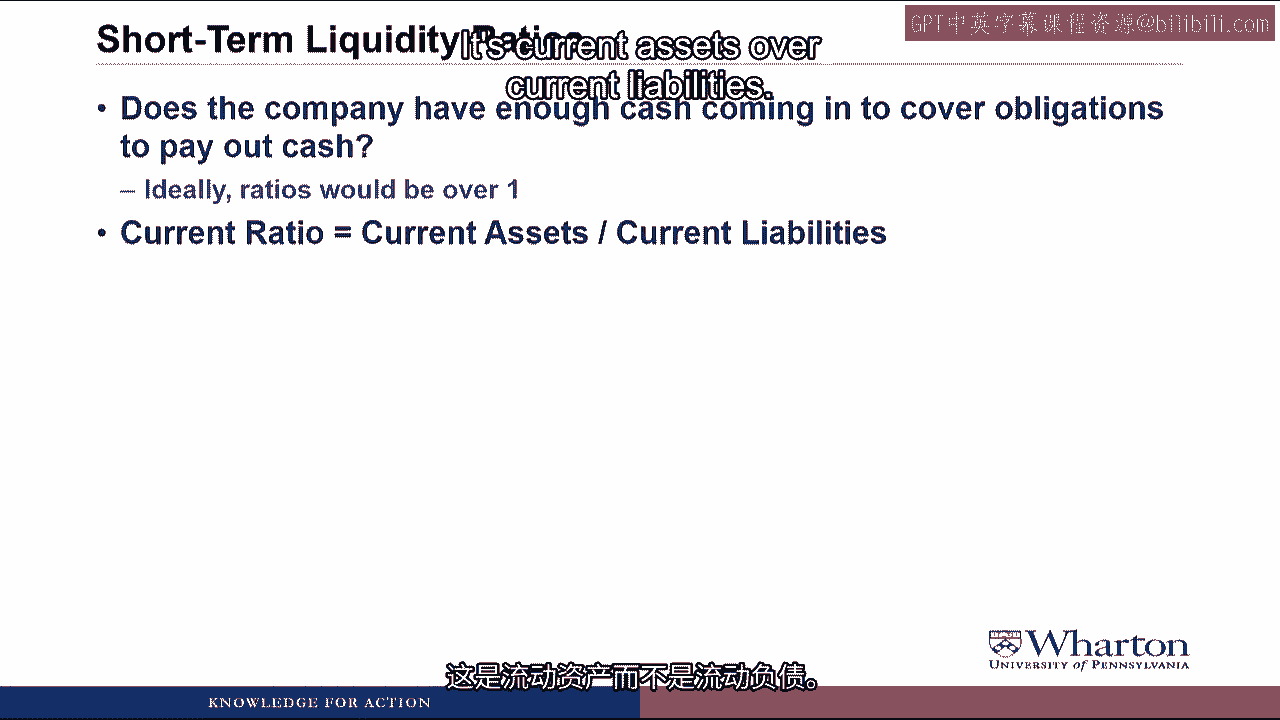 GPT中英字幕课程资源@bilibili.com
Short-Term Liquidity Ratios
It's current assets over
current liabilities.
• Does the company have enough cash coming in to cover obligations
to pay out cash?
– Ideally, ratios would be over 1
• Current Ratio = Current Assets / Current Liabilities
Wharton
UNIVERSITY of PENNSYLVANIA
这是流动资产而不是流动负债。
KNOWLEDGE FOR ACTION